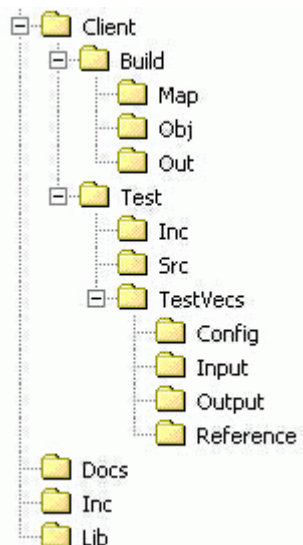 Client
Build
Map
Obj
Out
Test
Inc
Src
TestVecs
Config
Input
Output
Reference
Docs
Inc
Lib